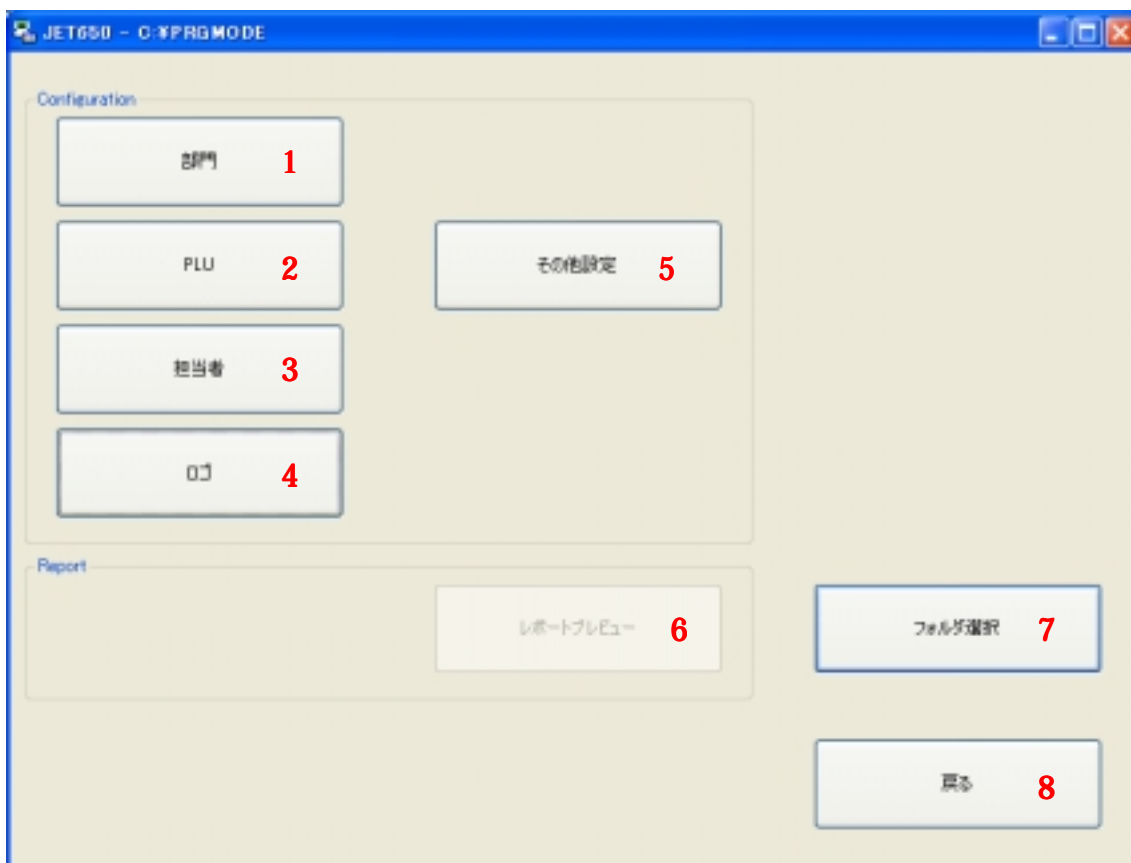 JET650 - C:¥PRGMODE
Configuration
部門 1
PLU 2
その他設定 5
担当者 3
ロゴ 4
Report
レポートプレビュー 6
フォルダ選択 7
戻る 8